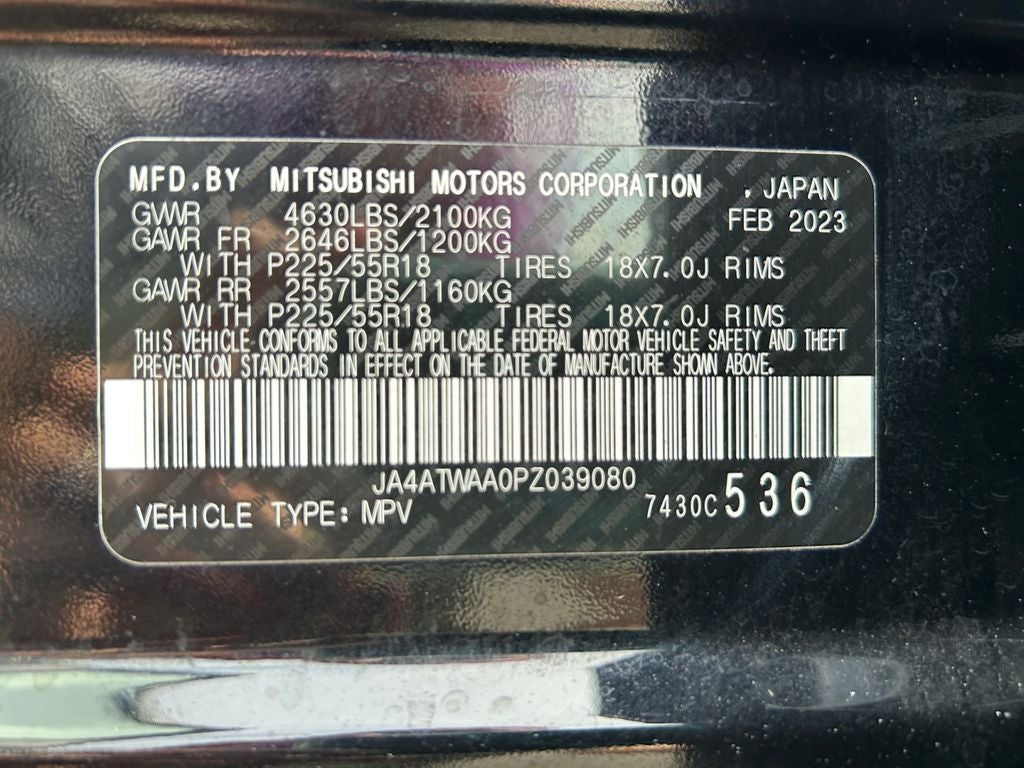 MFD.BY MITSUBISHI MOTORS CORPORATION , JAPAN
GVWR 4630LBS/2100KG FEB 2023
GAWR FR 2646LBS/1200KG
WITH P225/55R18 TIRES 18X7.0J RIMS
GAWR RR 2557LBS/1160KG
WITH P225/55R18 TIRES 18X7.0J RIMS
THIS VEHICLE CONFORMS TO ALL APPLICABLE FEDERAL MOTOR VEHICLE SAFETY AND THEFT
PREVENTION STANDARDS IN EFFECT ON THE DATE OF MANUFACTURE SHOWN ABOVE.
JA4ATWAA0PZ039080
VEHICLE TYPE: MPV 7430C 536